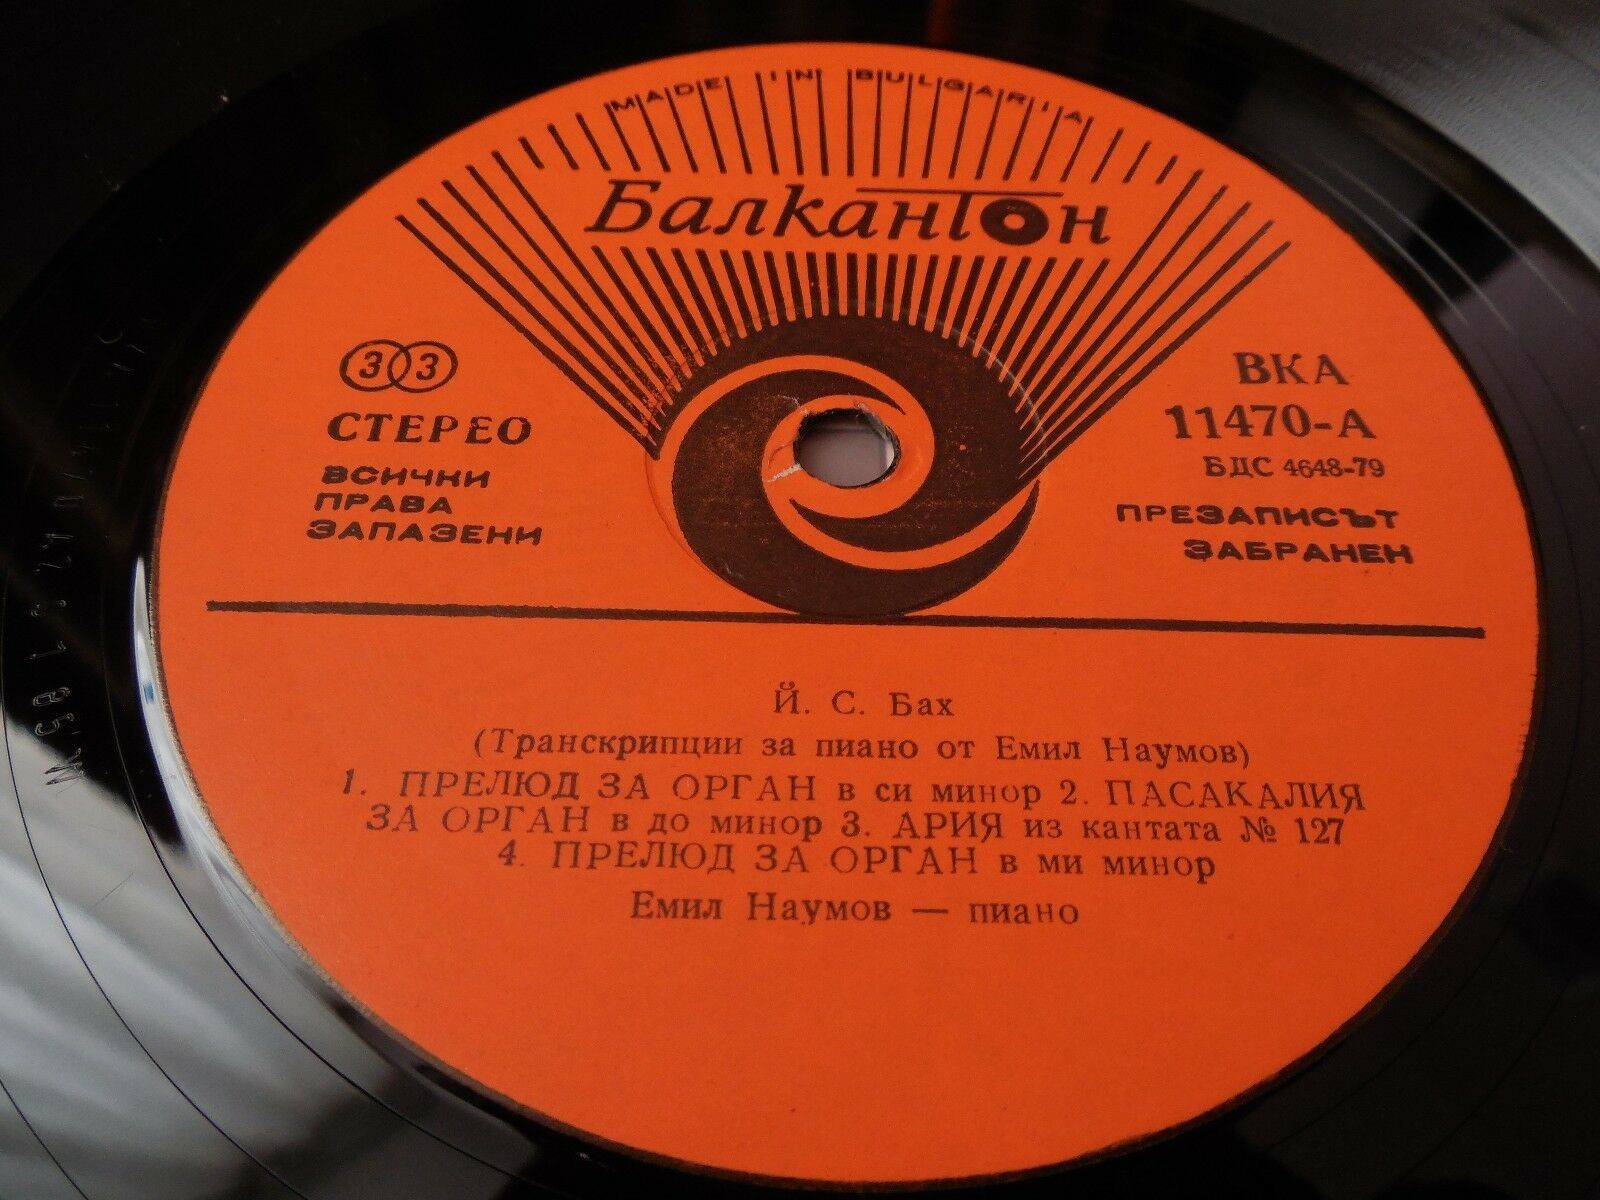 MADE IN BULGARIA
Балкантон
33
СТЕРЕО
ВСИЧКИ
ПРАВА
ЗАПАЗЕНИ
ВКА
11470-А
БДС 4648-79
ПРЕЗАПИСЪТ
ЗАБРАНЕН
Й. С. Бах
(Транскрипции за пиано от Емил Наумов)
1. ПРЕЛЮД ЗА ОРГАН в си минор 2. ПАСАКАЛИЯ
ЗА ОРГАН в до минор 3. АРИЯ из кантата № 127
4. ПРЕЛЮД ЗА ОРГАН в ми минор
Емил Наумов — пиано